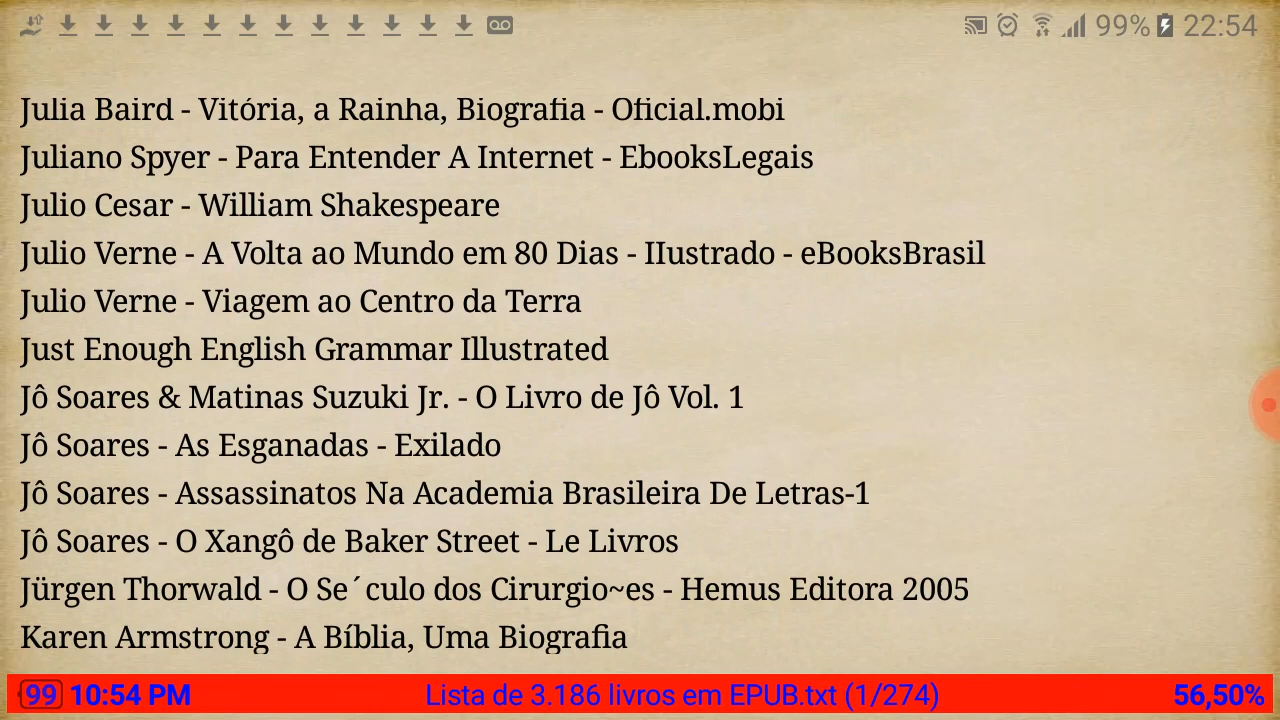 99% 22:54
Julia Baird - Vitória, a Rainha, Biografia - Oficial.mobi
Juliano Spyer - Para Entender A Internet - EbooksLegais
Julio Cesar - William Shakespeare
Julio Verne - A Volta ao Mundo em 80 Dias - IIustrado - eBooksBrasil
Julio Verne - Viagem ao Centro da Terra
Just Enough English Grammar Illustrated
Jô Soares & Matinas Suzuki Jr. - O Livro de Jô Vol. 1
Jô Soares - As Esganadas - Exilado
Jô Soares - Assassinatos Na Academia Brasileira De Letras-1
Jô Soares - O Xangô de Baker Street - Le Livros
Jürgen Thorwald - O Se´culo dos Cirurgio~es - Hemus Editora 2005
Karen Armstrong - A Bíblia, Uma Biografia
99 10:54 PM Lista de 3.186 livros em EPUB.txt (1/274) 56,50%